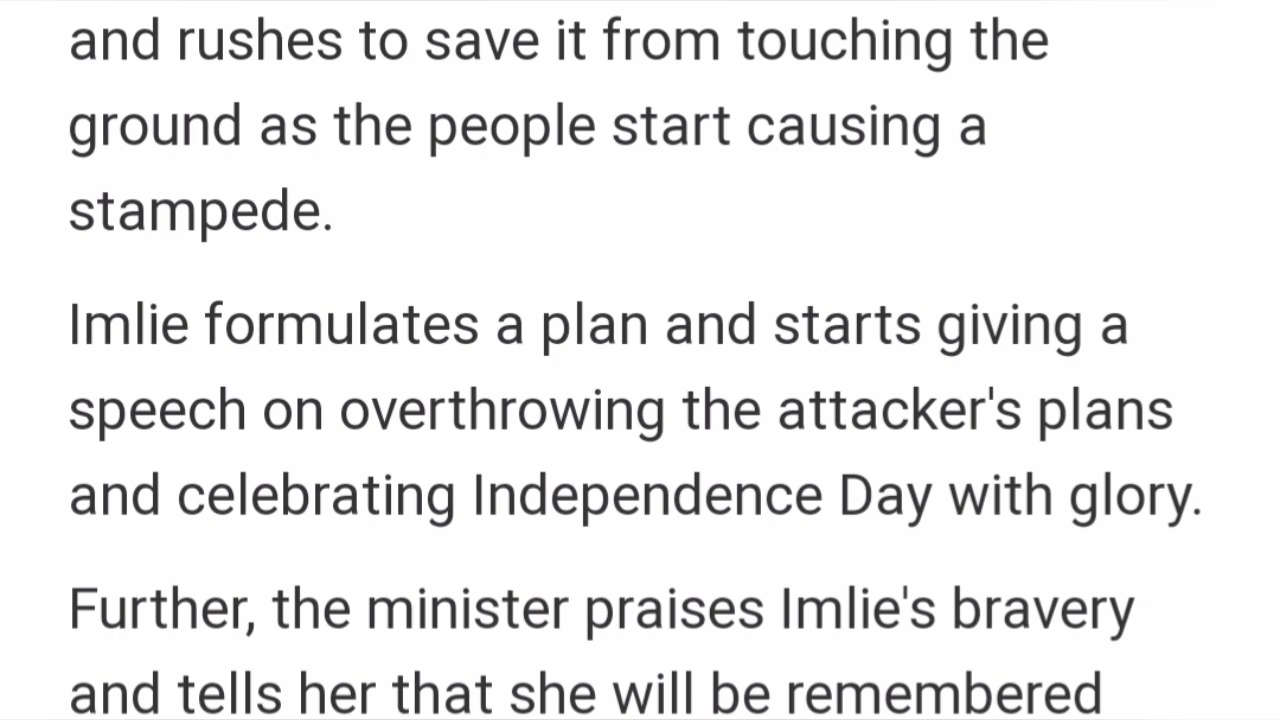 and rushes to save it from touching the
ground as the people start causing a
stampede.
Imlie formulates a plan and starts giving a
speech on overthrowing the attacker's plans
and celebrating Independence Day with glory.
Further, the minister praises Imlie's bravery
and tells her that she will be remembered